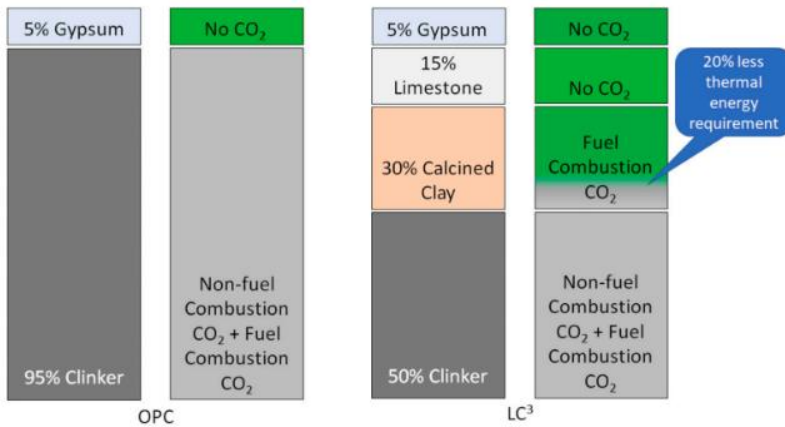 5% Gypsum
No CO₂
95% Clinker
Non-fuel
Combustion
CO₂ + Fuel
Combustion
CO₂
OPC
5% Gypsum
No CO₂
15%
Limestone
No CO₂
30% Calcined
Clay
Fuel
Combustion
CO₂
20% less
thermal
energy
requirement
50% Clinker
Non-fuel
Combustion
CO₂ + Fuel
Combustion
CO₂
LC³